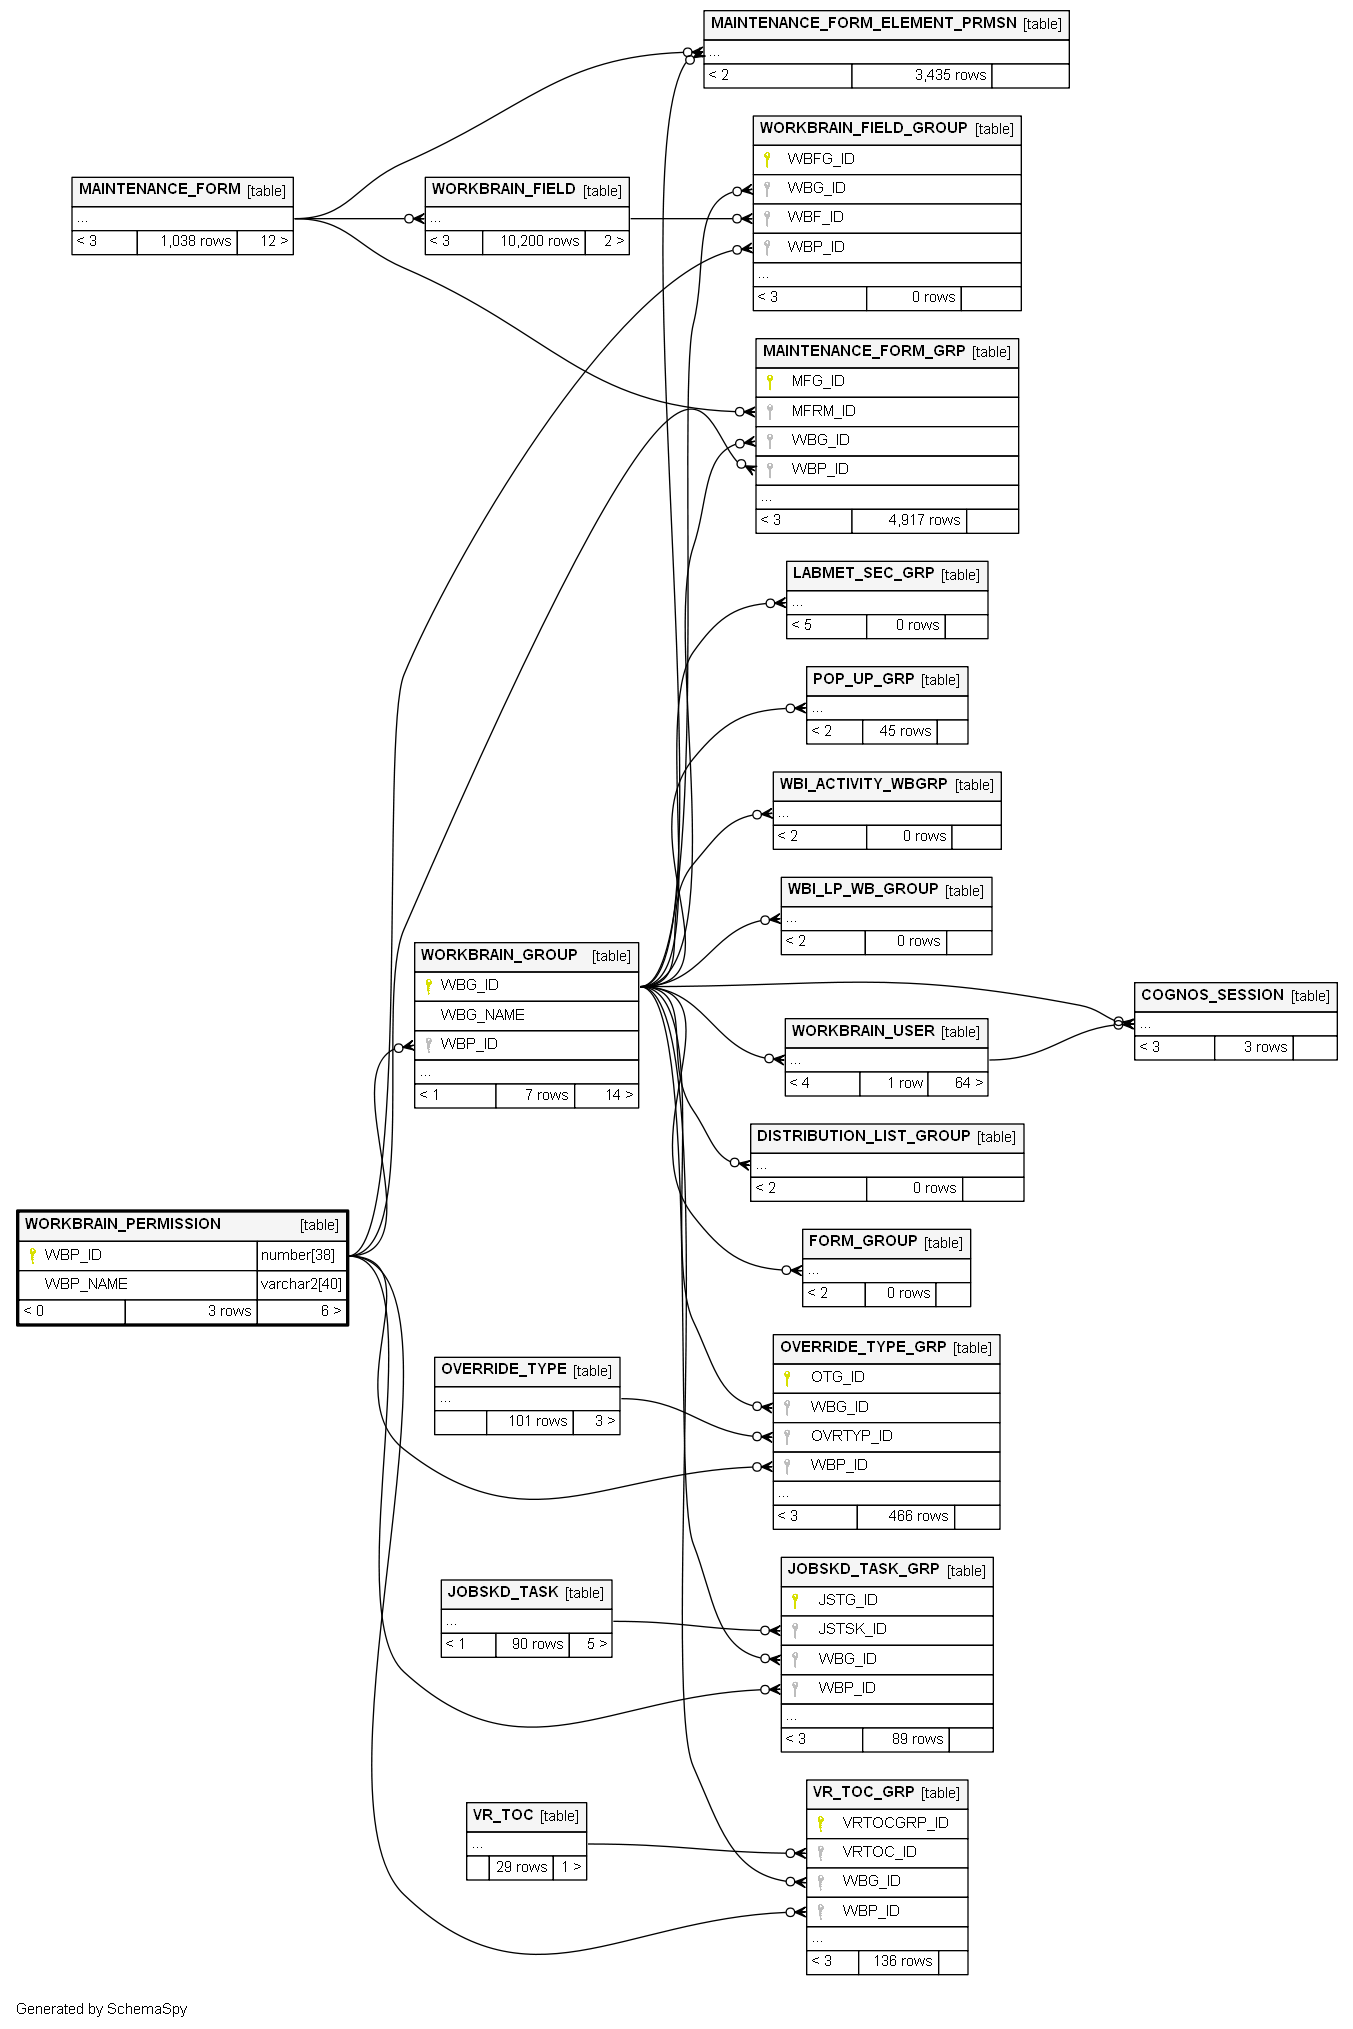 MAINTENANCE_FORM_ELEMENT_PRMSN [table]
...
< 2 3,435 rows
WORKBRAIN_FIELD_GROUP [table]
WBFG_ID
WBG_ID
WBF_ID
WBP_ID
...
< 3 0 rows
MAINTENANCE_FORM [table]
...
< 3 1,038 rows 12 >
WORKBRAIN_FIELD [table]
...
< 3 10,200 rows 2 >
MAINTENANCE_FORM_GRP [table]
MFG_ID
MFRM_ID
WBG_ID
WBP_ID
...
< 3 4,917 rows
LABMET_SEC_GRP [table]
...
< 5 0 rows
POP_UP_GRP [table]
...
< 2 45 rows
WBI_ACTIVITY_WBGRP [table]
...
< 2 0 rows
WBI_LP_WB_GROUP [table]
...
< 2 0 rows
WORKBRAIN_GROUP [table]
WBG_ID
WBG_NAME
WBP_ID
...
< 1 7 rows 14 >
COGNOS_SESSION [table]
...
< 3 3 rows
WORKBRAIN_USER [table]
...
< 4 1 row 64 >
DISTRIBUTION_LIST_GROUP [table]
...
< 2 0 rows
WORKBRAIN_PERMISSION [table]
WBP_ID number[38]
WBP_NAME varchar2[40]
< 0 3 rows 6 >
FORM_GROUP [table]
...
< 2 0 rows
OVERRIDE_TYPE [table]
...
101 rows 3 >
OVERRIDE_TYPE_GRP [table]
OTG_ID
WBG_ID
OVRTYP_ID
WBP_ID
...
< 3 466 rows
JOBSKD_TASK [table]
...
< 1 90 rows 5 >
JOBSKD_TASK_GRP [table]
JSTG_ID
JSTSK_ID
WBG_ID
WBP_ID
...
< 3 89 rows
VR_TOC [table]
...
29 rows 1 >
VR_TOC_GRP [table]
VRTOCGRP_ID
VRTOC_ID
WBG_ID
WBP_ID
...
< 3 136 rows
Generated by SchemaSpy